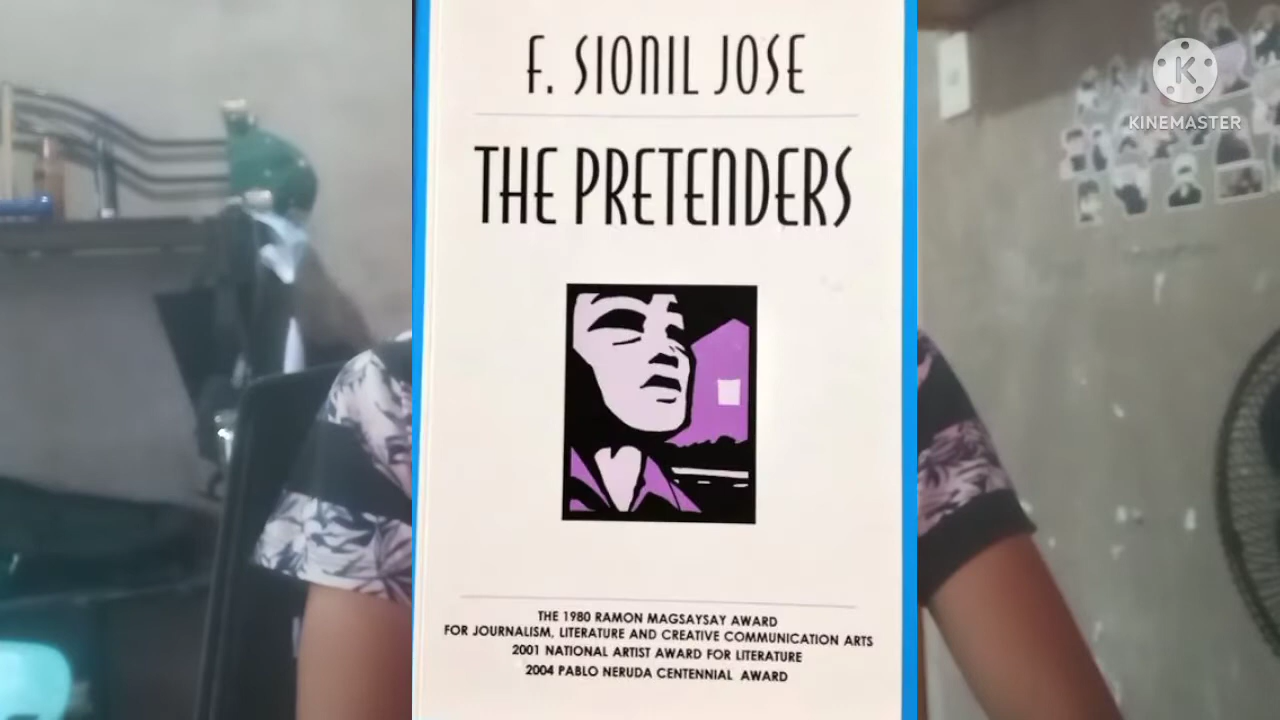 F. SIONIL JOSE
THE PRETENDERS
K
KINEMASTER
THE 1980 RAMON MAGSAYSAY AWARD
FOR JOURNALISM, LITERATURE AND CREATIVE COMMUNICATION ARTS
2001 NATIONAL ARTIST AWARD FOR LITERATURE
2004 PABLO NERUDA CENTENNIAL AWARD